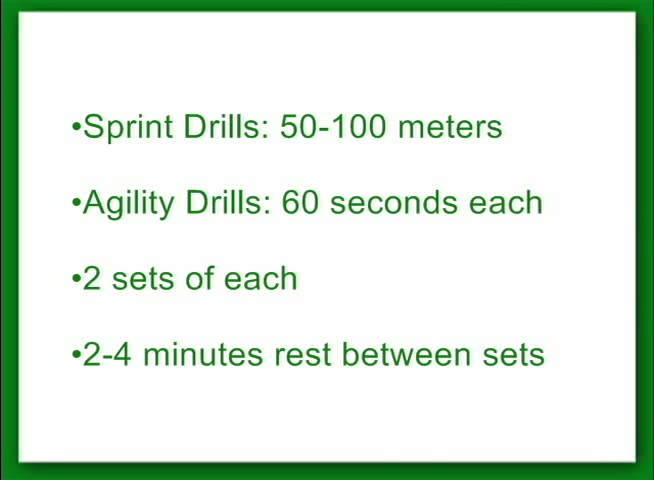 •Sprint Drills: 50-100 meters
•Agility Drills: 60 seconds each
•2 sets of each
•2-4 minutes rest between sets